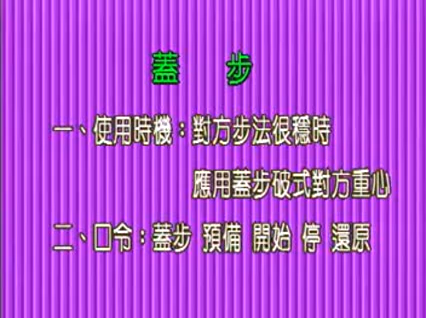 蓋 步
一、使用時機：對方步法很穩時
應用蓋步破式對方重心
二、口令：蓋步 預備 開始 停 還原